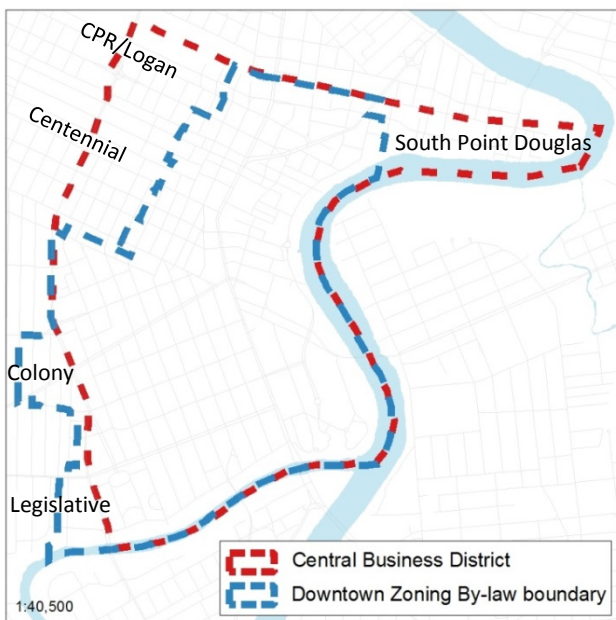 CPR/Logan
Centennial
South Point Douglas
Colony
Legislative
Central Business District
Downtown Zoning By-law boundary
1:40,500